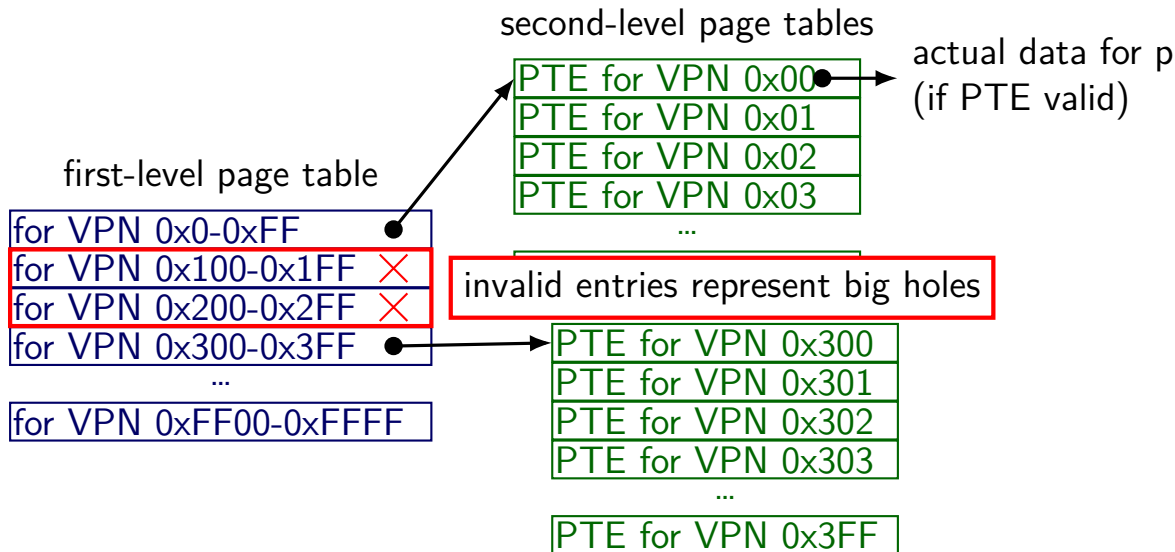 second-level page tables
PTE for VPN 0x00
PTE for VPN 0x01
PTE for VPN 0x02
PTE for VPN 0x03
...
actual data for p
(if PTE valid)
first-level page table
for VPN 0x0-0xFF
for VPN 0x100-0x1FF
for VPN 0x200-0x2FF
for VPN 0x300-0x3FF
...
for VPN 0xFF00-0xFFFF
invalid entries represent big holes
PTE for VPN 0x300
PTE for VPN 0x301
PTE for VPN 0x302
PTE for VPN 0x303
...
PTE for VPN 0x3FF